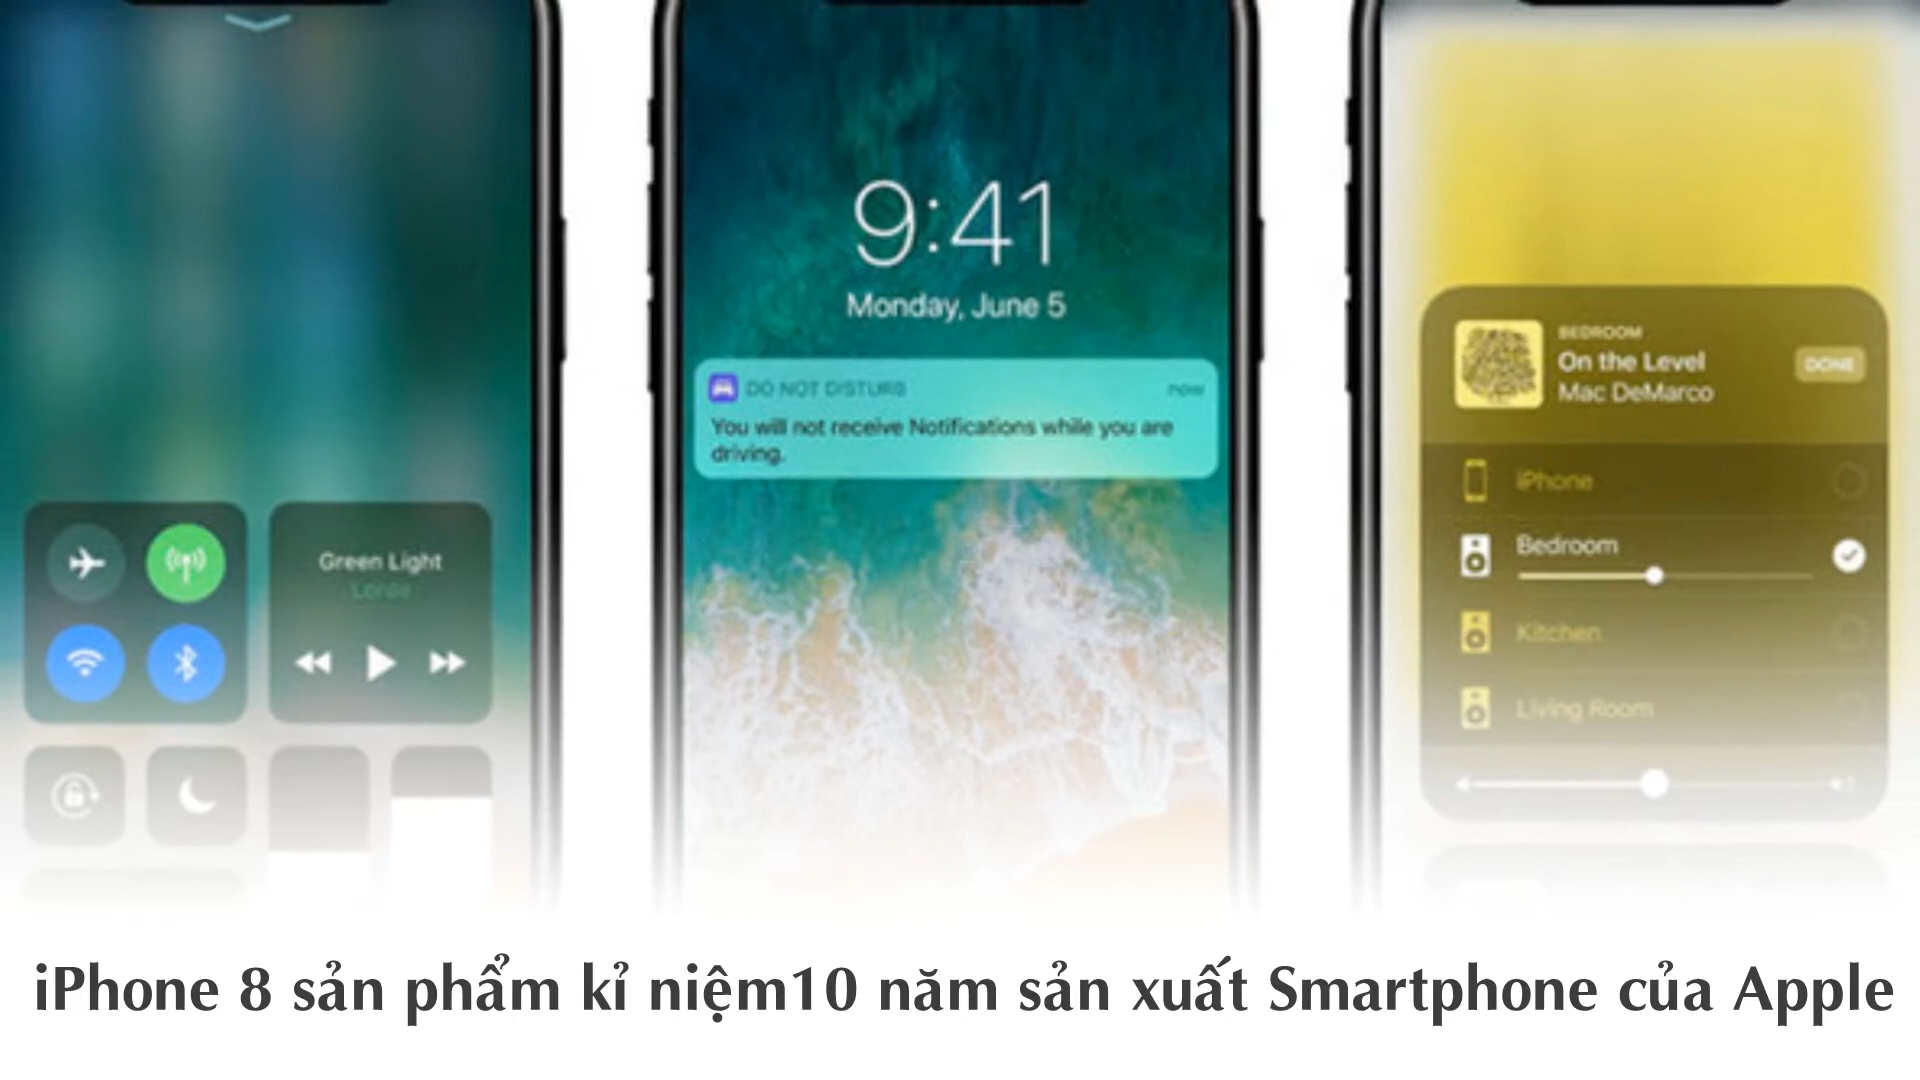 Green Light
Lorde
9:41
Monday, June 5
DO NOT DISTURB
now
You will not receive Notifications while you are
driving.
BEDROOM
On the Level
Mac DeMarco
DONE
iPhone
Bedroom
Kitchen
Living Room
iPhone 8 sản phẩm kỉ niệm10 năm sản xuất Smartphone của Apple